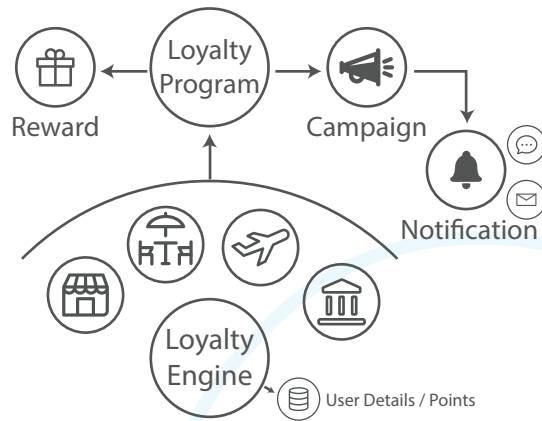 Loyalty
Program
Reward
Campaign
Notification
Loyalty
Engine
User Details / Points